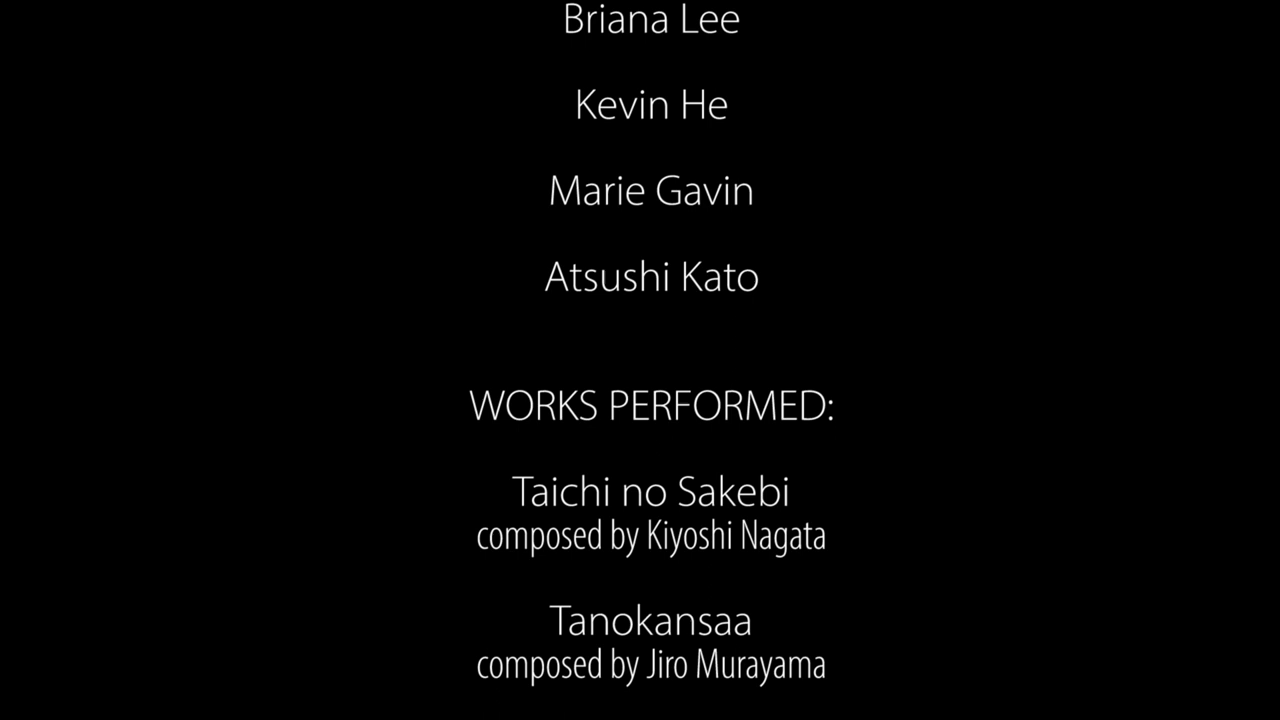 Briana Lee
Kevin He
Marie Gavin
Atsushi Kato
WORKS PERFORMED:
Taichi no Sakebi
composed by Kiyoshi Nagata
Tanokansaa
composed by Jiro Murayama